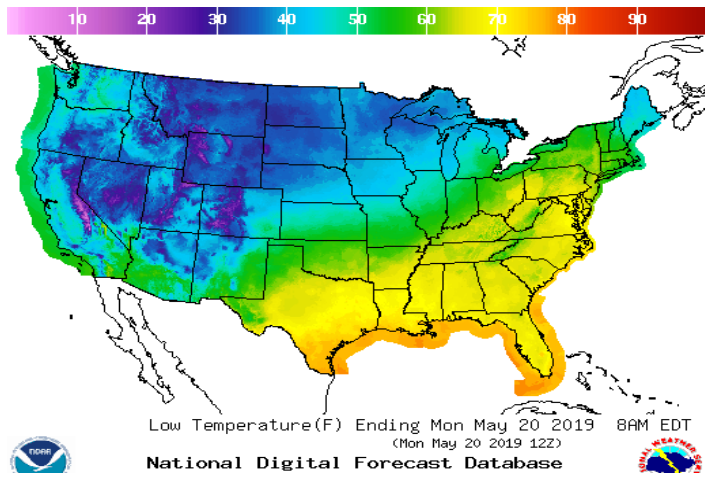 10 20 30 40 50 60 70 80 90
Low Temperature(F) Ending Mon May 20 2019 8AM EDT
(Mon May 20 2019 12Z)
National Digital Forecast Database
NOAA